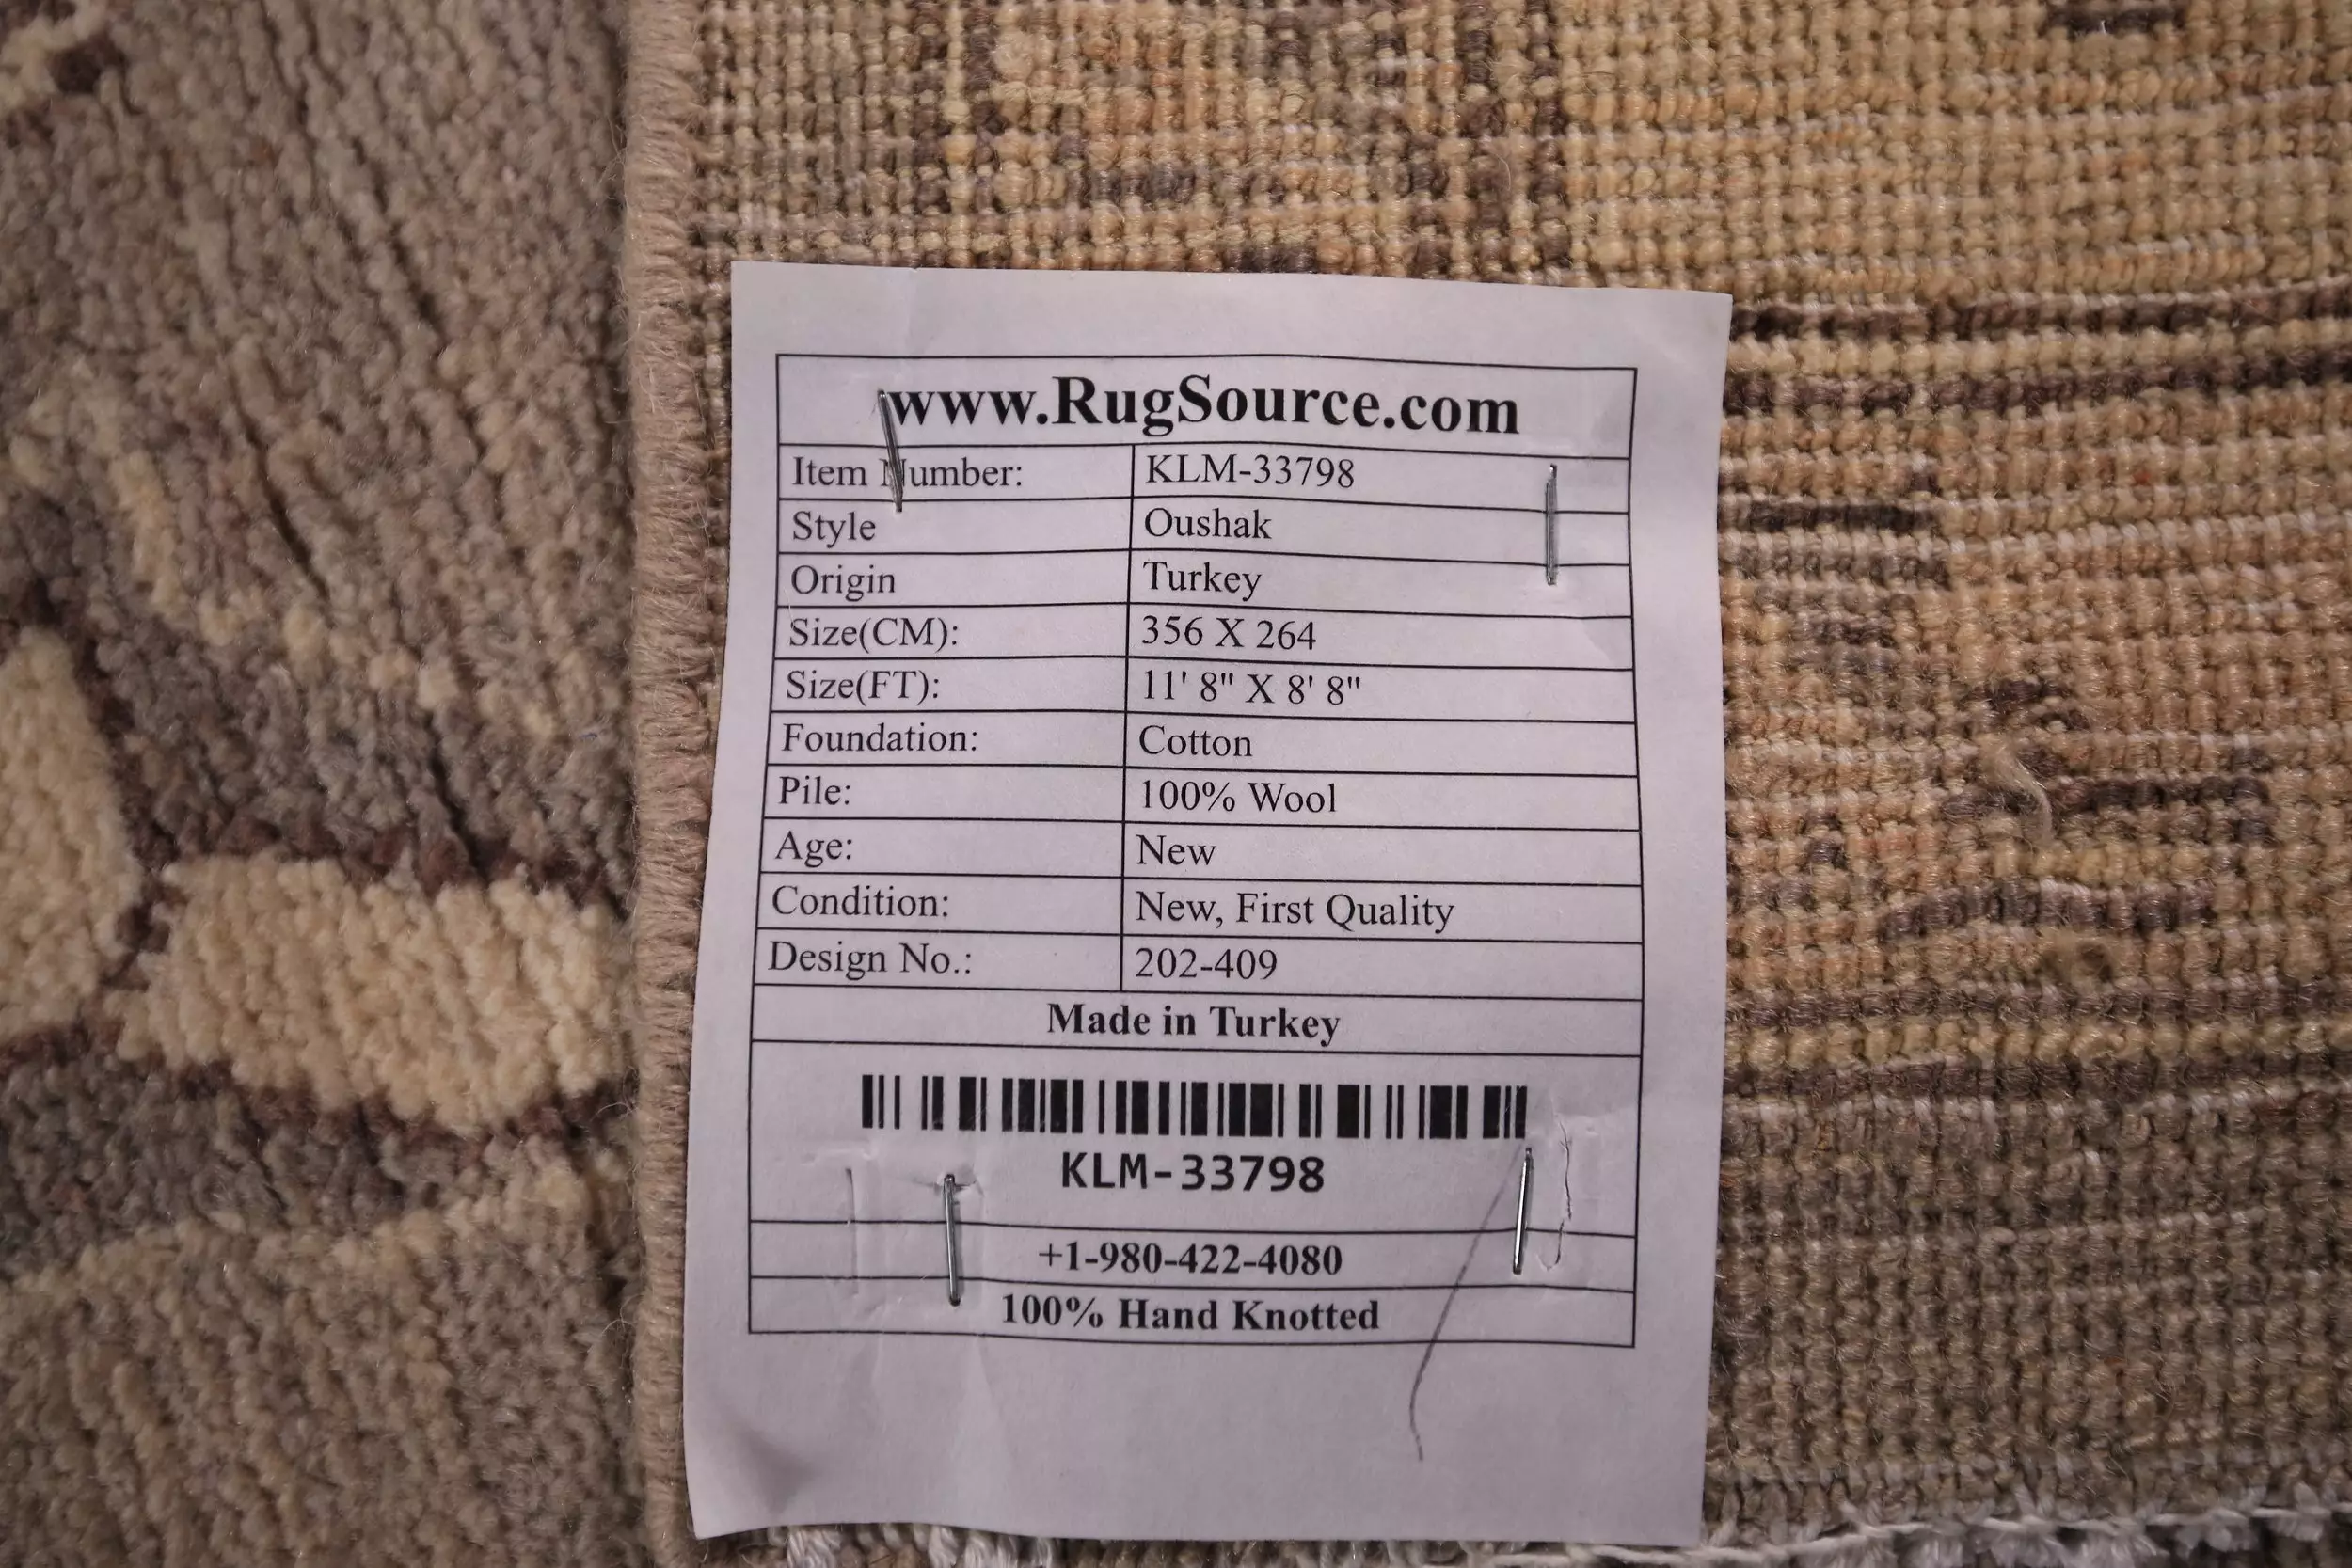 www.RugSource.com
Item Number: KLM-33798
Style Oushak
Origin Turkey
Size(CM): 356 X 264
Size(FT): 11' 8" X 8' 8"
Foundation: Cotton
Pile: 100% Wool
Age: New
Condition: New, First Quality
Design No.: 202-409
Made in Turkey
KLM-33798
+1-980-422-4080
100% Hand Knotted